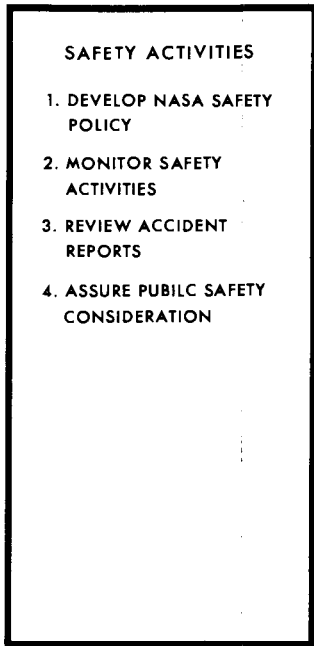 SAFETY ACTIVITIES
1. DEVELOP NASA SAFETY
POLICY
2. MONITOR SAFETY
ACTIVITIES
3. REVIEW ACCIDENT
REPORTS
4. ASSURE PUBILC SAFETY
CONSIDERATION